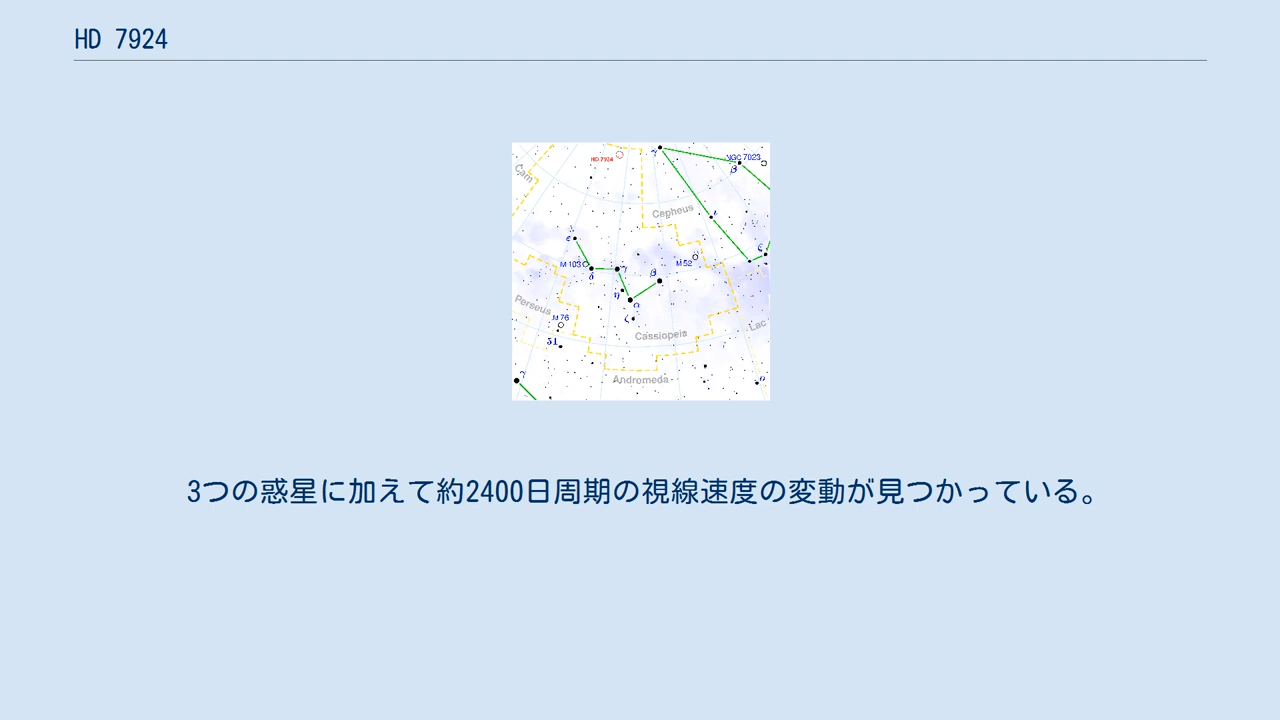 HD 7924
HD 7924
NGC 7023
γ
β
Cam
Cepheus
ι
ε
ζ
M 103
δ
γ
β
M 52
η
α
Perseus
ζ
M 76
Cassiopeia
Lac
51
γ
Andromeda
ο
3つの惑星に加えて約2400日周期の視線速度の変動が見つかっている。